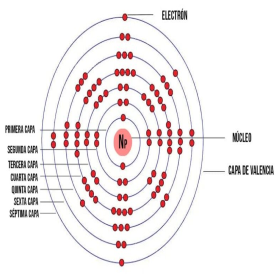 ELECTRÓN
PRIMERA CAPA
Np
NÚCLEO
SEGUNDA CAPA
TERCERA CAPA
CAPA DE VALENCIA
CUARTA CAPA
QUINTA CAPA
SEXTA CAPA
SÉPTIMA CAPA